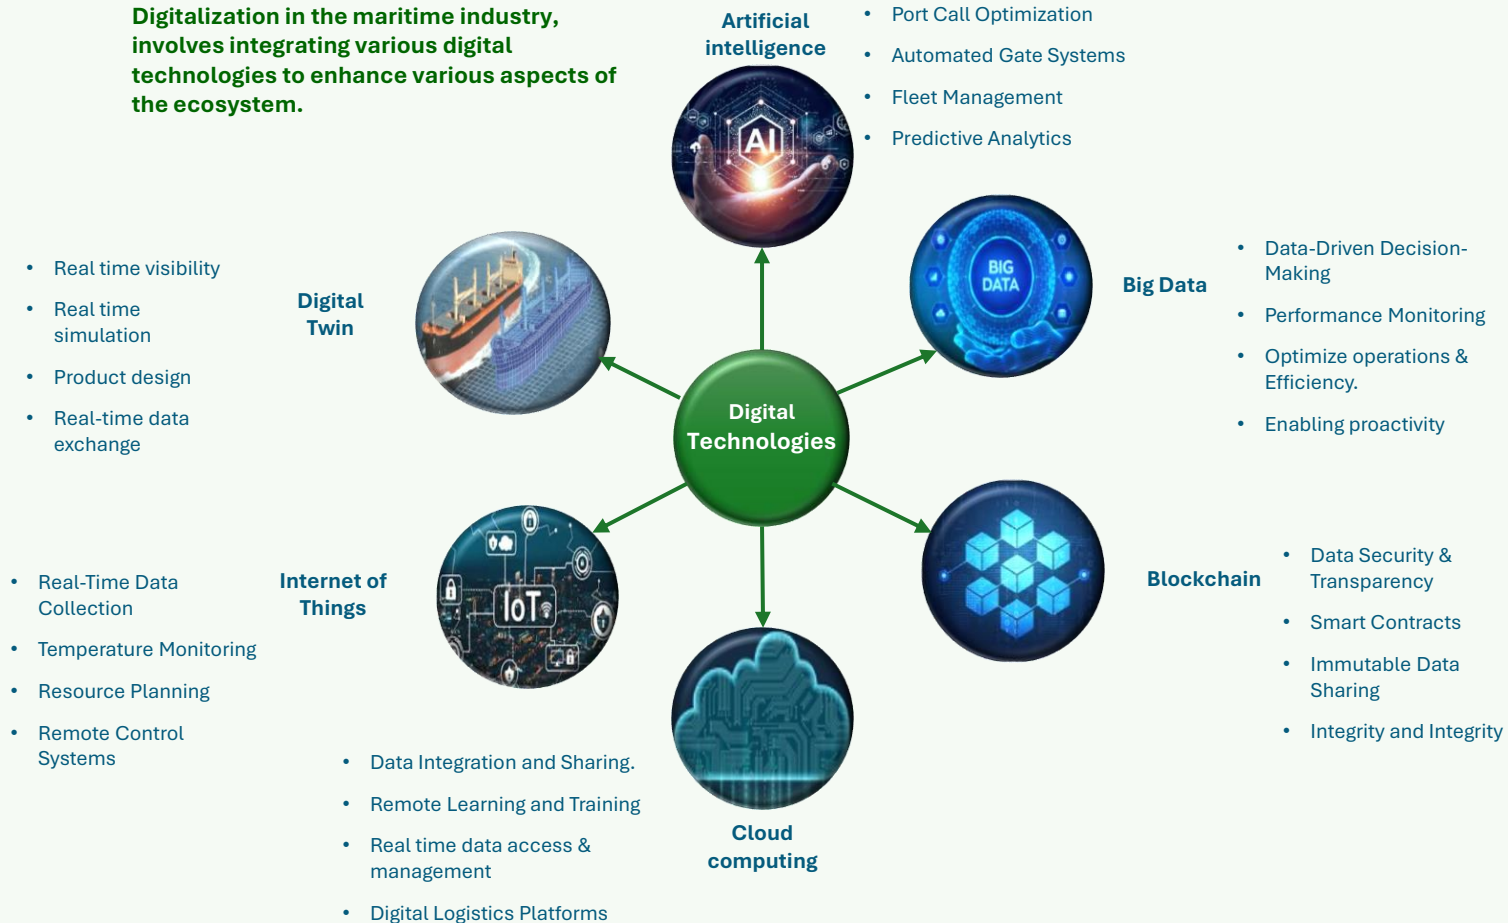 Digitalization in the maritime industry,
involves integrating various digital
technologies to enhance various aspects of
the ecosystem.
Artificial
intelligence
• Port Call Optimization
• Automated Gate Systems
• Fleet Management
• Predictive Analytics
AI
BIG
DATA
Big Data
• Data-Driven Decision-
Making
• Performance Monitoring
• Optimize operations &
Efficiency.
• Enabling proactivity
• Real time visibility
• Real time
simulation
• Product design
• Real-time data
exchange
Digital
Twin
Digital
Technologies
Blockchain
• Data Security &
Transparency
• Smart Contracts
• Immutable Data
Sharing
• Integrity and Integrity
• Real-Time Data
Collection
• Temperature Monitoring
• Resource Planning
• Remote Control
Systems
Internet of
Things
IoT
• Data Integration and Sharing.
• Remote Learning and Training
• Real time data access &
management
• Digital Logistics Platforms
Cloud
computing